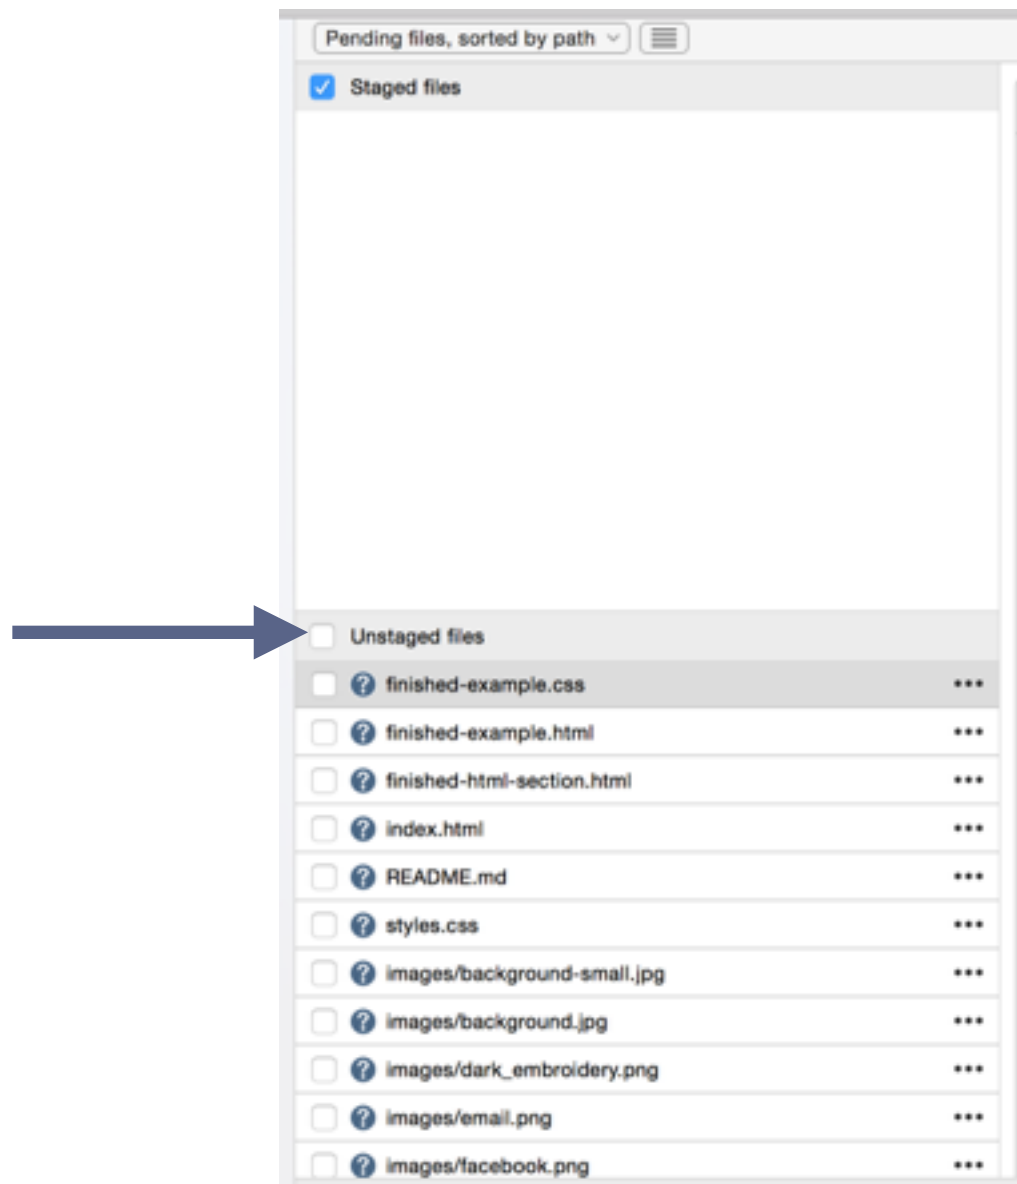 Pending files, sorted by path
Staged files
Unstaged files
finished-example.css
finished-example.html
finished-html-section.html
index.html
README.md
styles.css
images/background-small.jpg
images/background.jpg
images/dark_embroidery.png
images/email.png
images/facebook.png